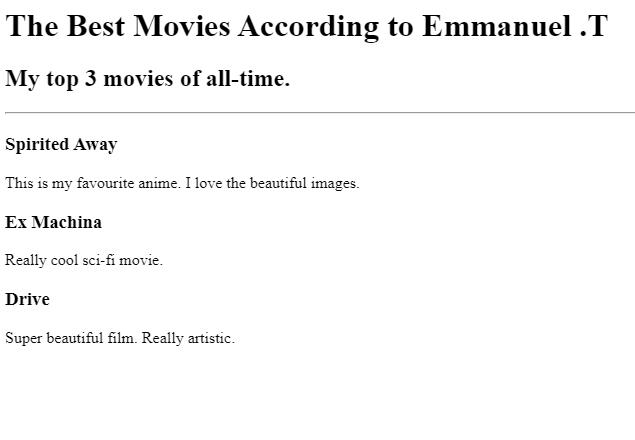 The Best Movies According to Emmanuel .T
My top 3 movies of all-time.
Spirited Away
This is my favourite anime. I love the beautiful images.
Ex Machina
Really cool sci-fi movie.
Drive
Super beautiful film. Really artistic.